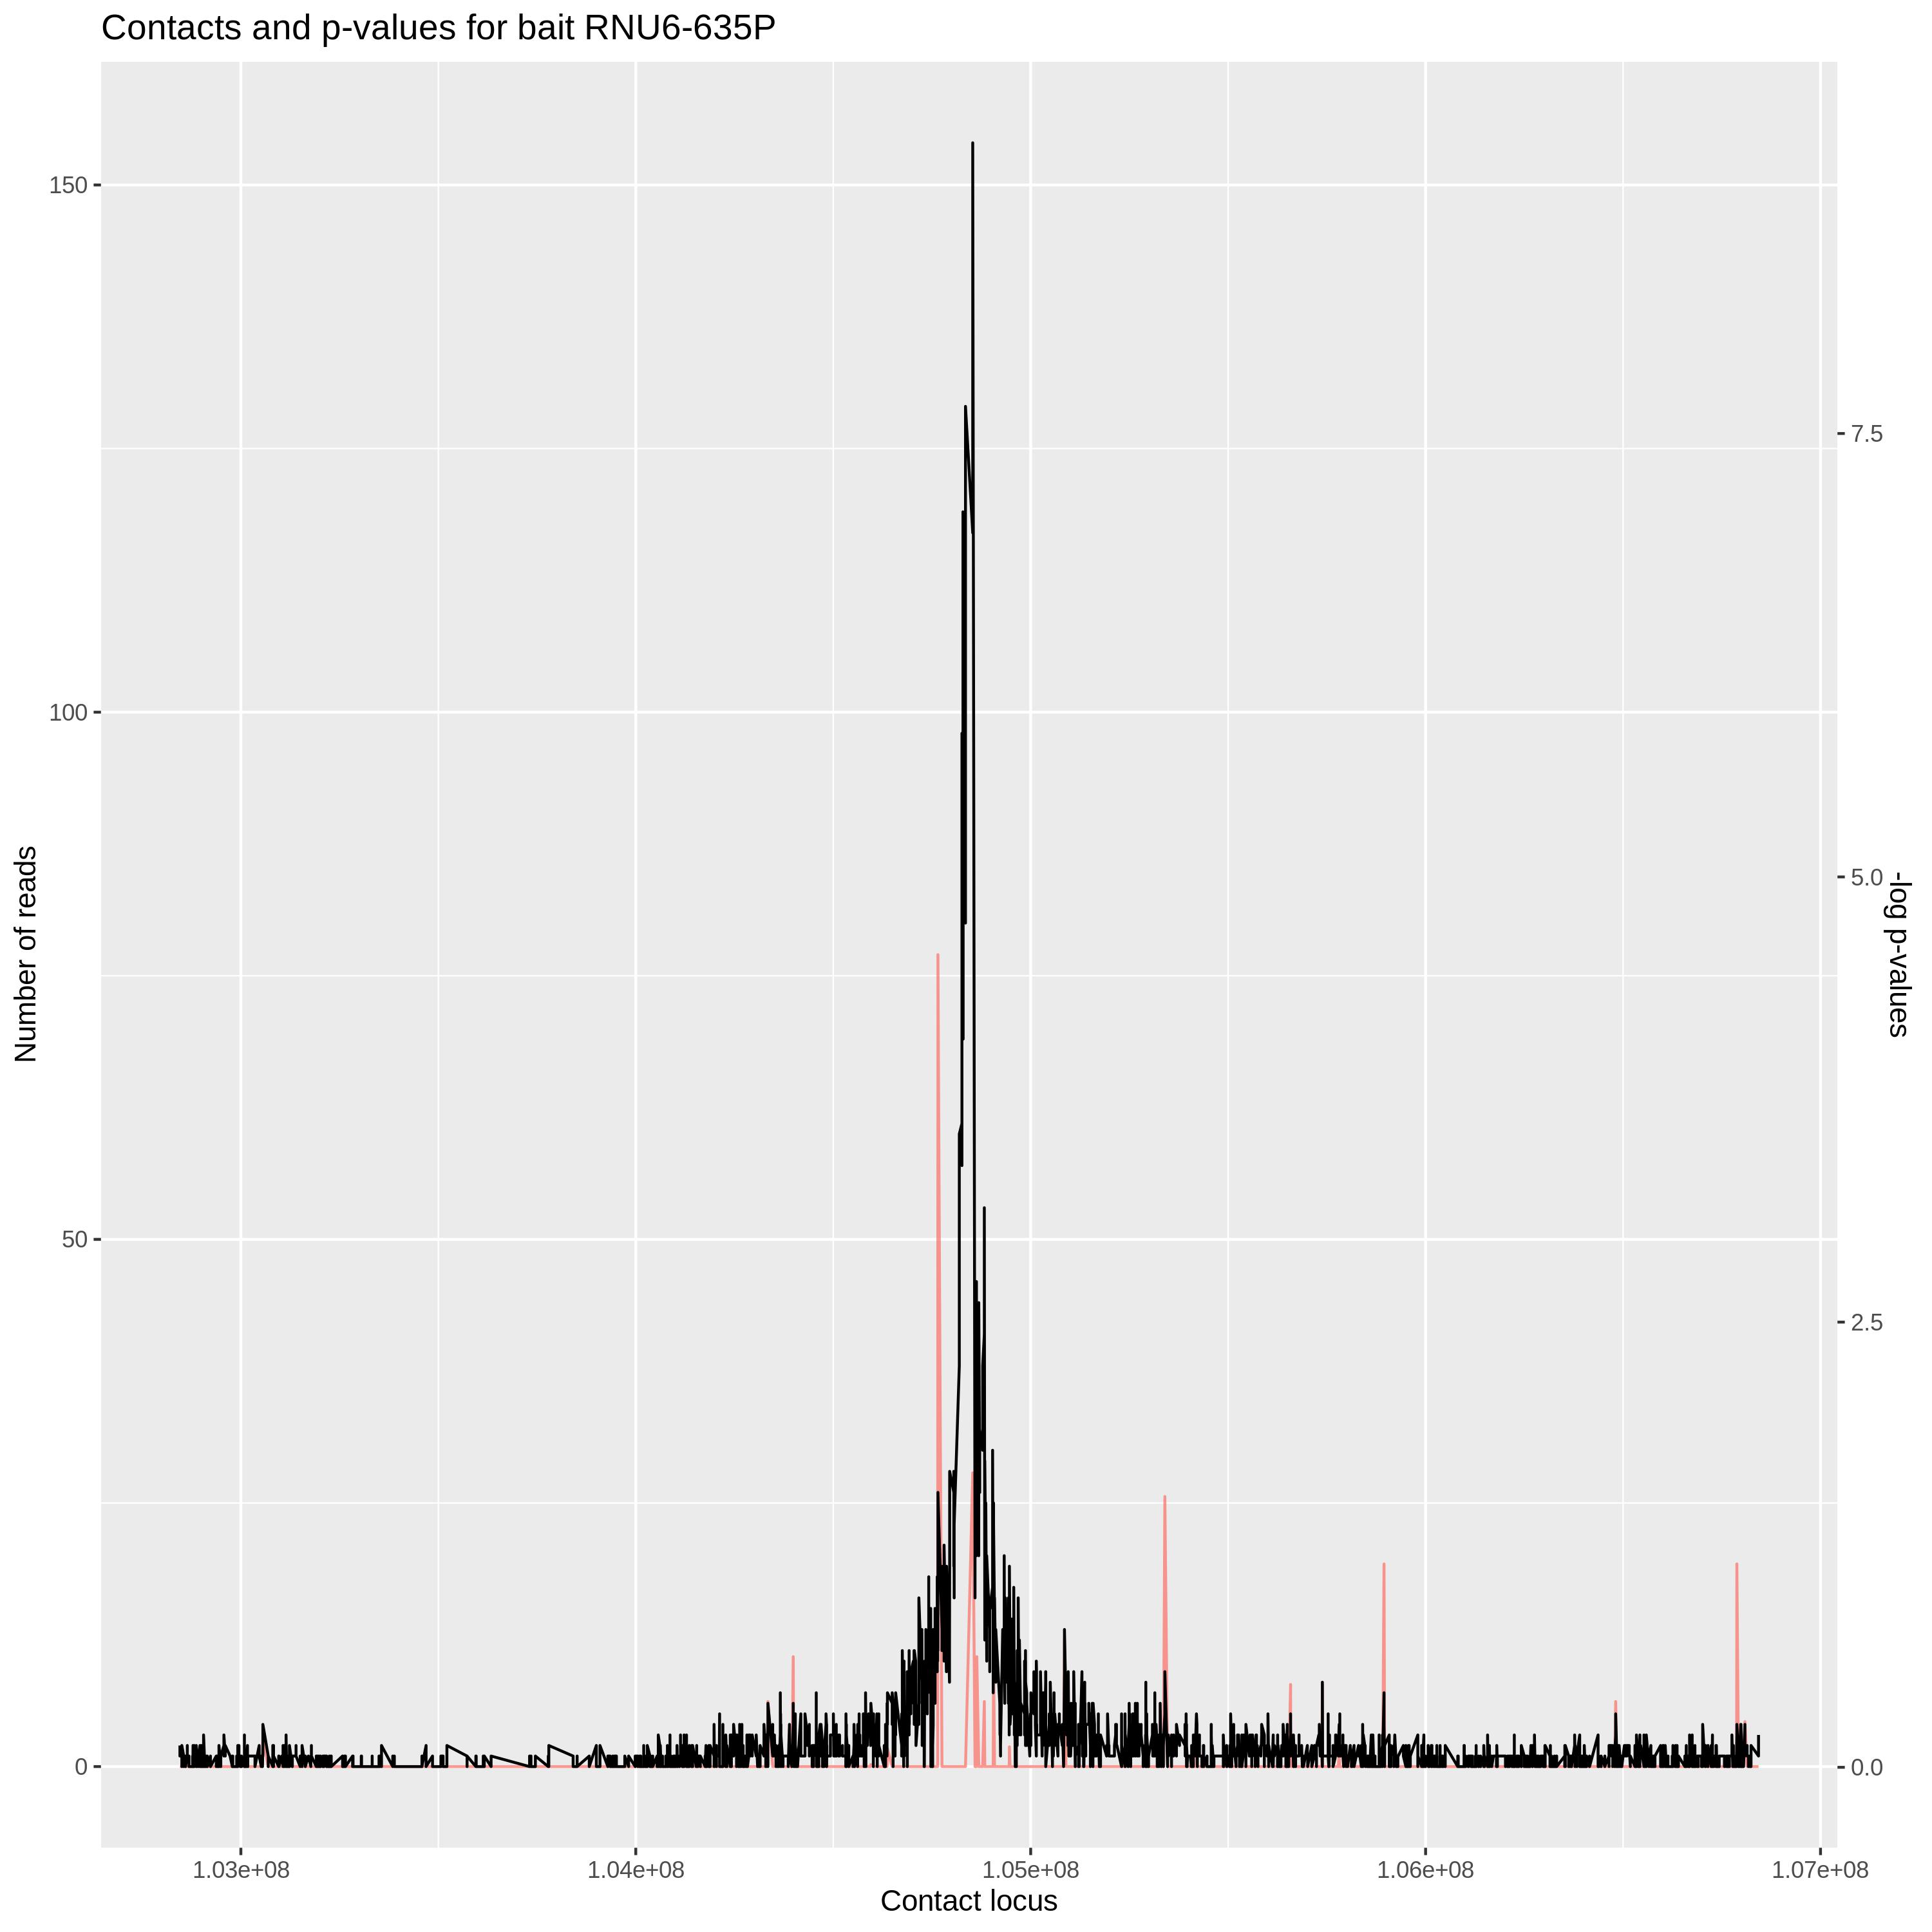 Contacts and p-values for bait RNU6-635P
150
100
50
0
Number of reads
7.5
5.0
2.5
0.0
-log p-values
1.03e+08
1.04e+08
1.05e+08
1.06e+08
1.07e+08
Contact locus